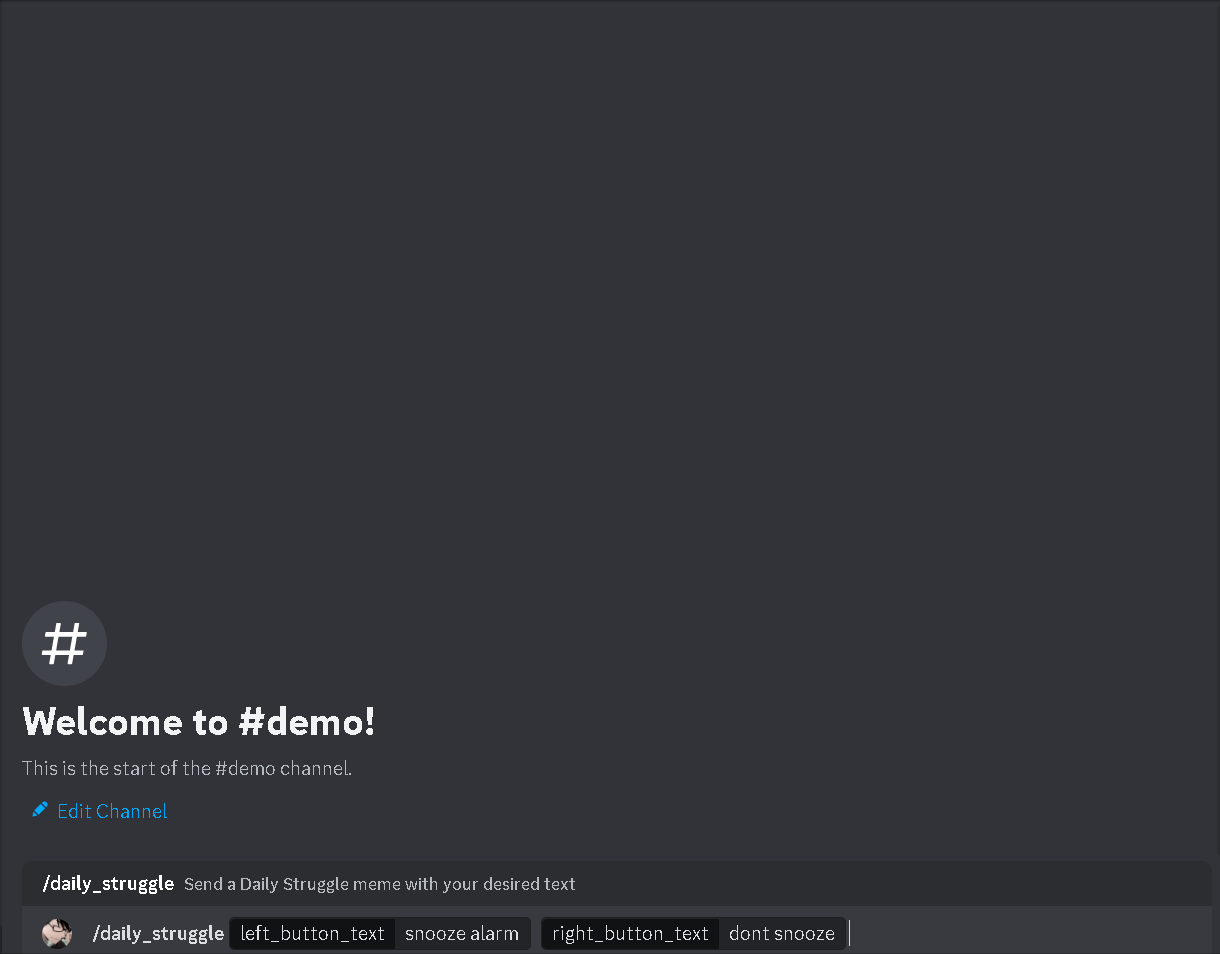 #
Welcome to #demo!
This is the start of the #demo channel.
Edit Channel
/daily_struggle Send a Daily Struggle meme with your desired text
/daily_struggle left_button_text snooze alarm right_button_text dont snooze